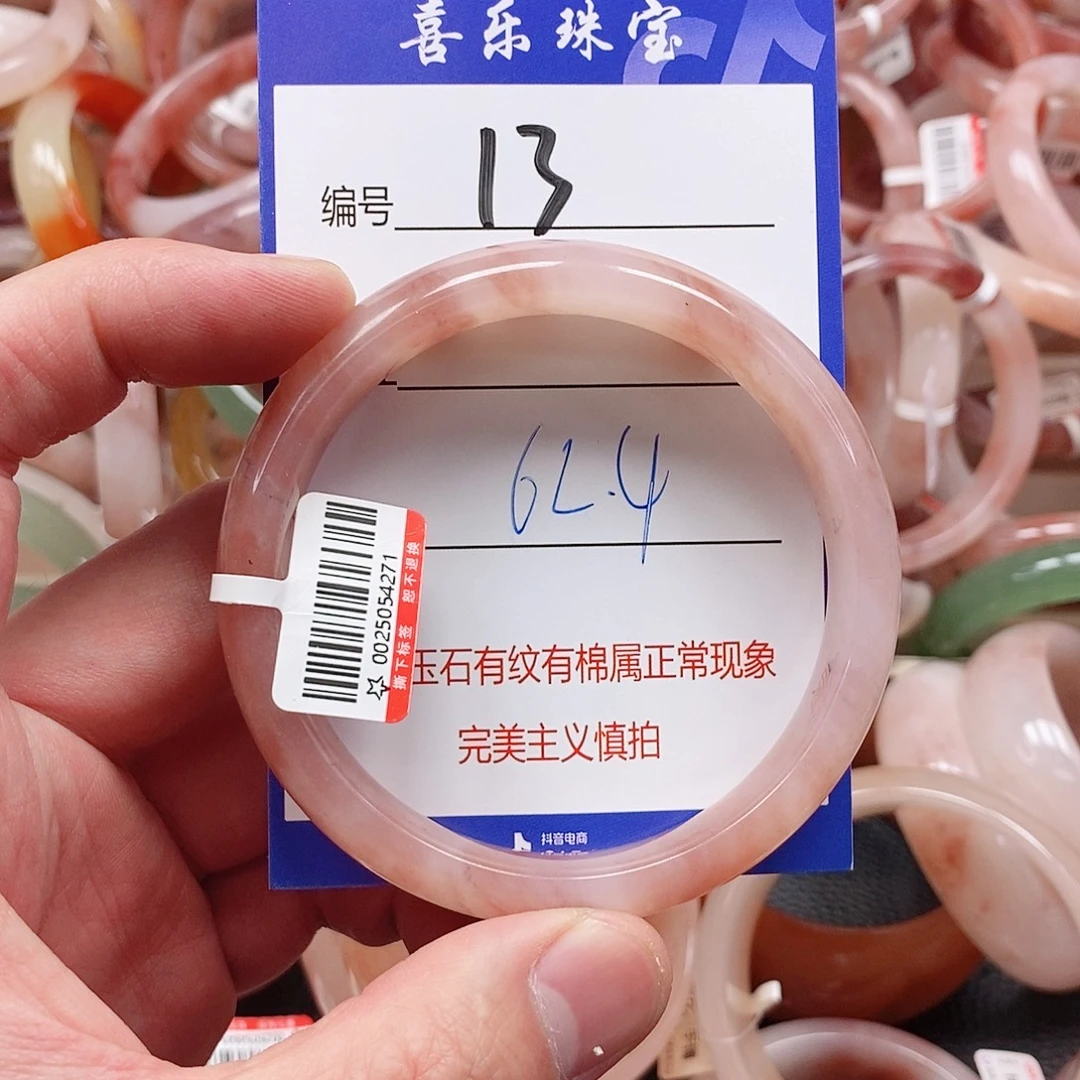 喜乐珠宝
编号 13
62.4
0025054271
撕下标签 恕不退换
玉石有纹有棉属正常现象
完美主义慎拍
抖音电商